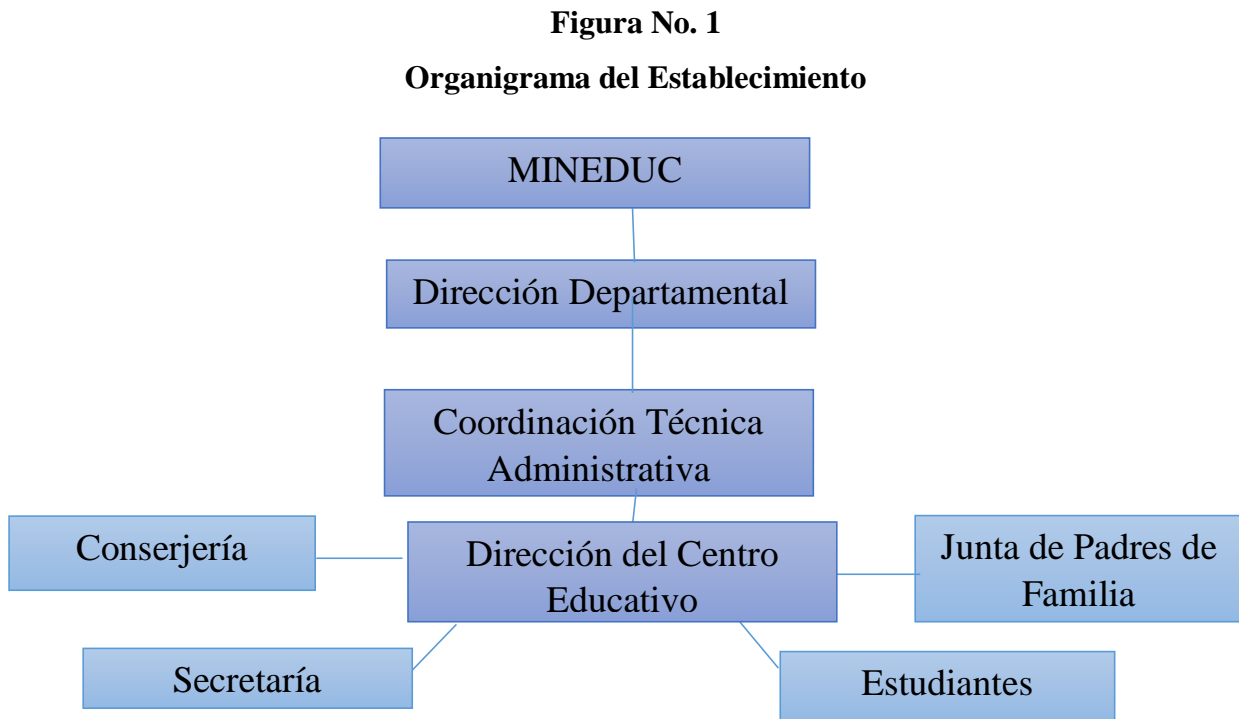 Figura No. 1
Organigrama del Establecimiento
MINEDUC
Dirección Departamental
Coordinación Técnica
Administrativa
Conserjería
Dirección del Centro
Educativo
Junta de Padres de
Familia
Secretaría
Estudiantes